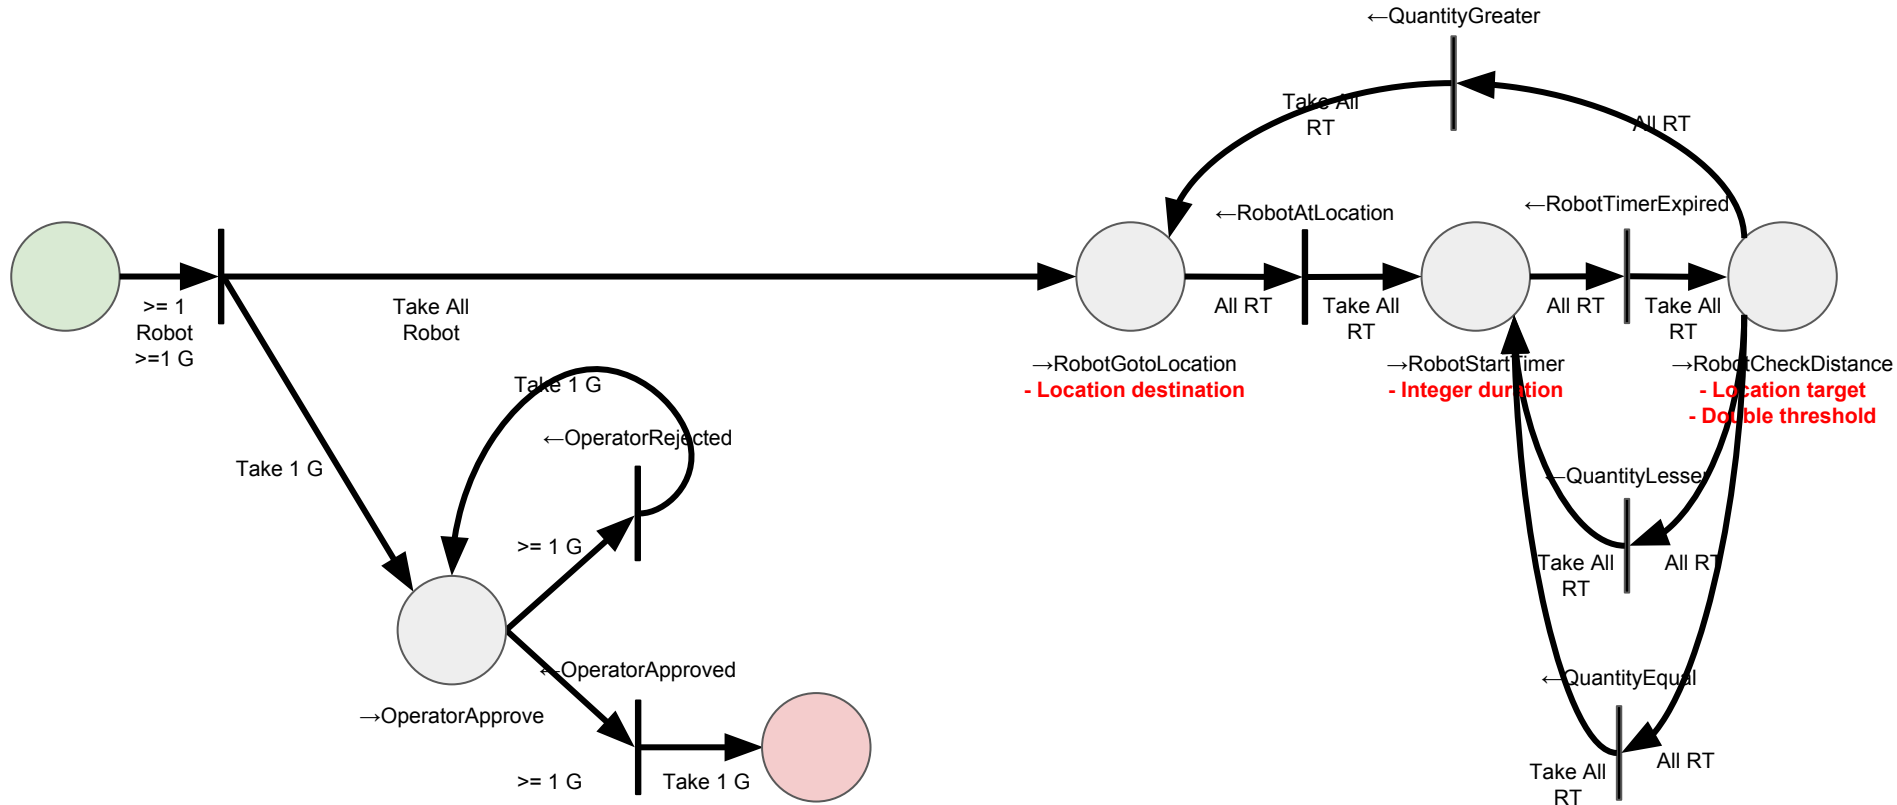 ←QuantityGreater
Take All
RT
All RT
←RobotAtLocation
←RobotTimerExpired
>= 1
Robot
>=1 G
Take All
Robot
All RT
Take All
RT
All RT
Take All
RT
→RobotGotoLocation
- Location destination
→RobotStartTimer
- Integer duration
→RobotCheckDistance
- Location target
- Double threshold
Take 1 G
←OperatorRejected
Take 1 G
>= 1 G
←QuantityLesser
Take All
RT
All RT
←OperatorApproved
→OperatorApprove
>= 1 G
Take 1 G
←QuantityEqual
Take All
RT
All RT